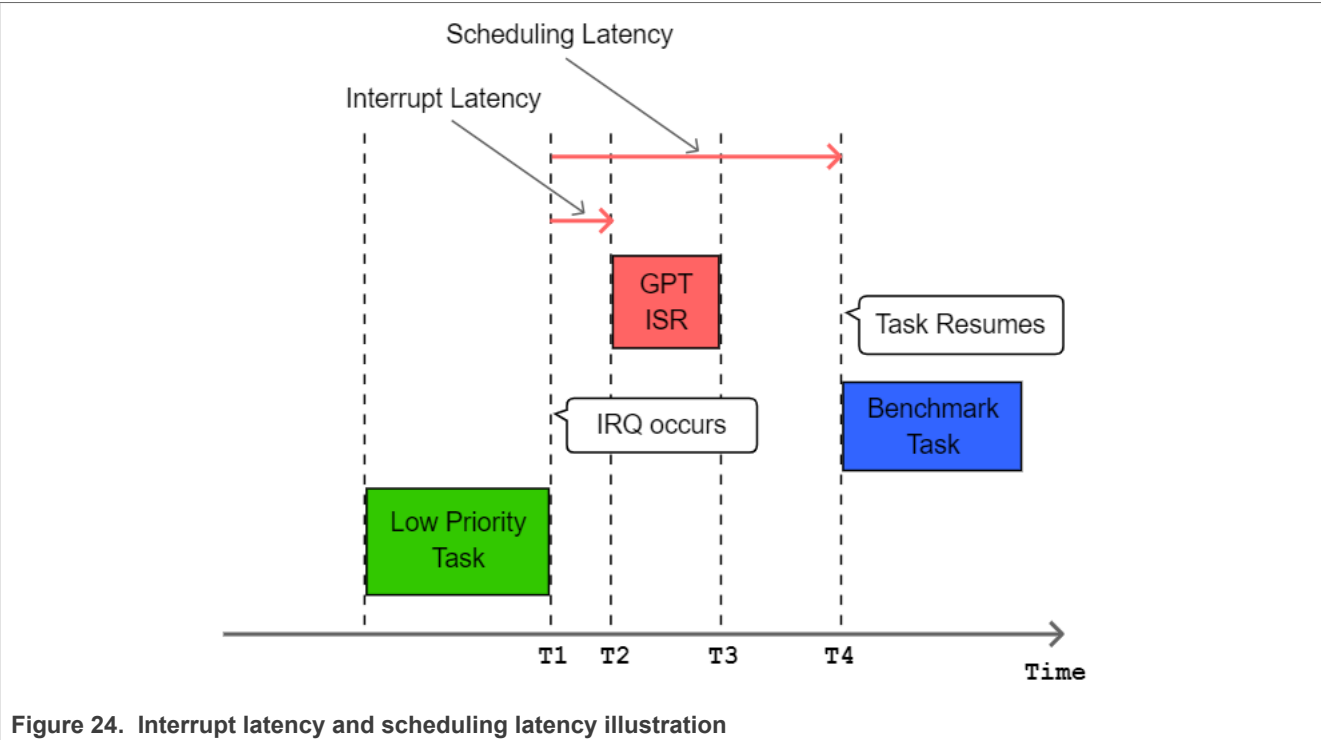 Scheduling Latency
Interrupt Latency
GPT
ISR
Task Resumes
Benchmark
Task
IRQ occurs
Low Priority
Task
T1 T2 T3 T4
Time
Figure 24. Interrupt latency and scheduling latency illustration